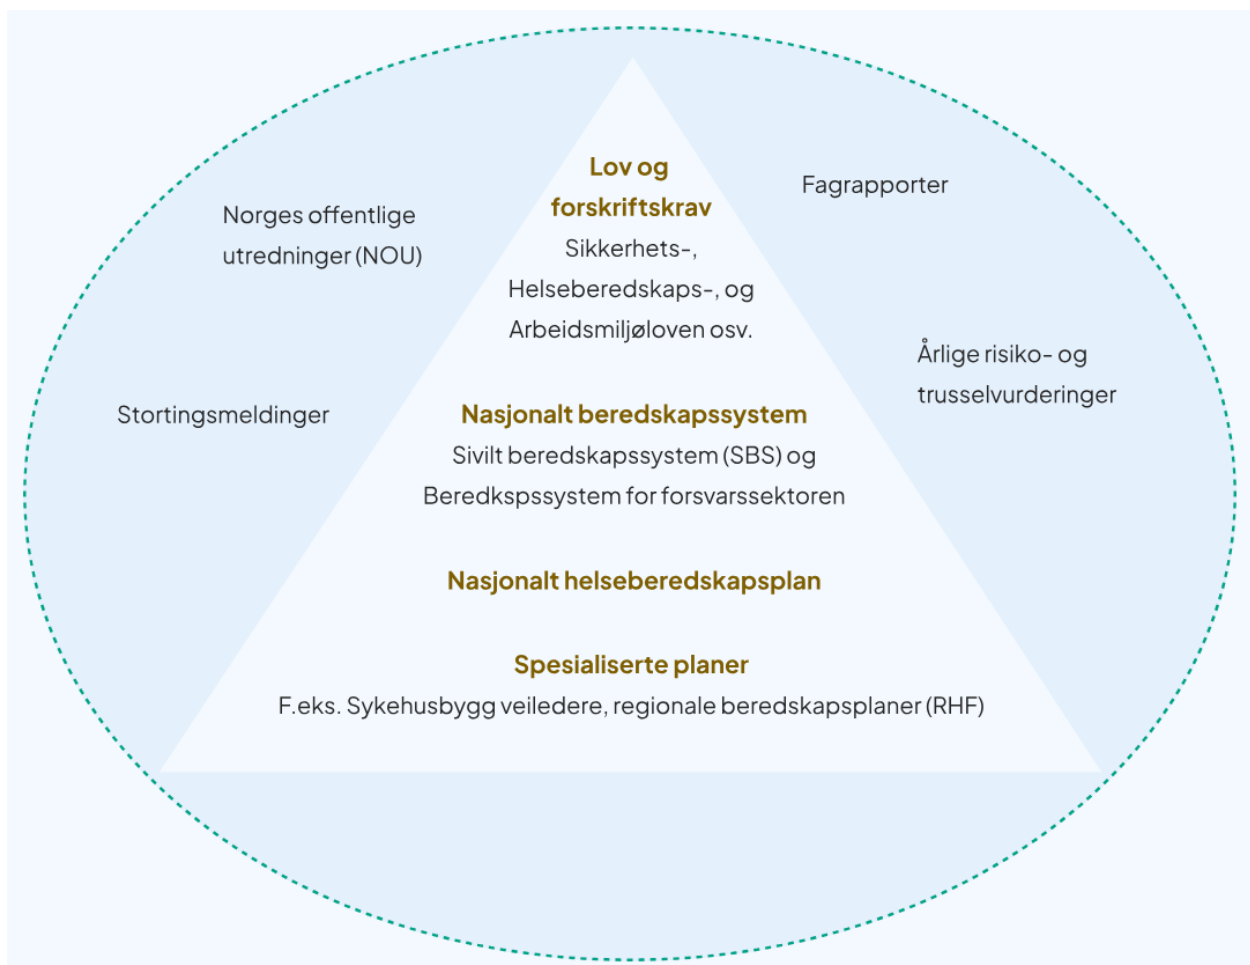 Lov og
forskriftskrav
Sikkerhets-,
Helseberedskaps-, og
Arbeidsmiljøloven osv.
Nasjonalt beredskapssystem
Sivilt beredskapssystem (SBS) og
Beredkspssystem for forsvarssektoren
Nasjonalt helseberedskapsplan
Spesialiserte planer
F.eks. Sykehusbygg veiledere, regionale beredskapsplaner (RHF)
Norges offentlige
utredninger (NOU)
Stortingsmeldinger
Fagrapporter
Årlige risiko- og
trusselvurderinger